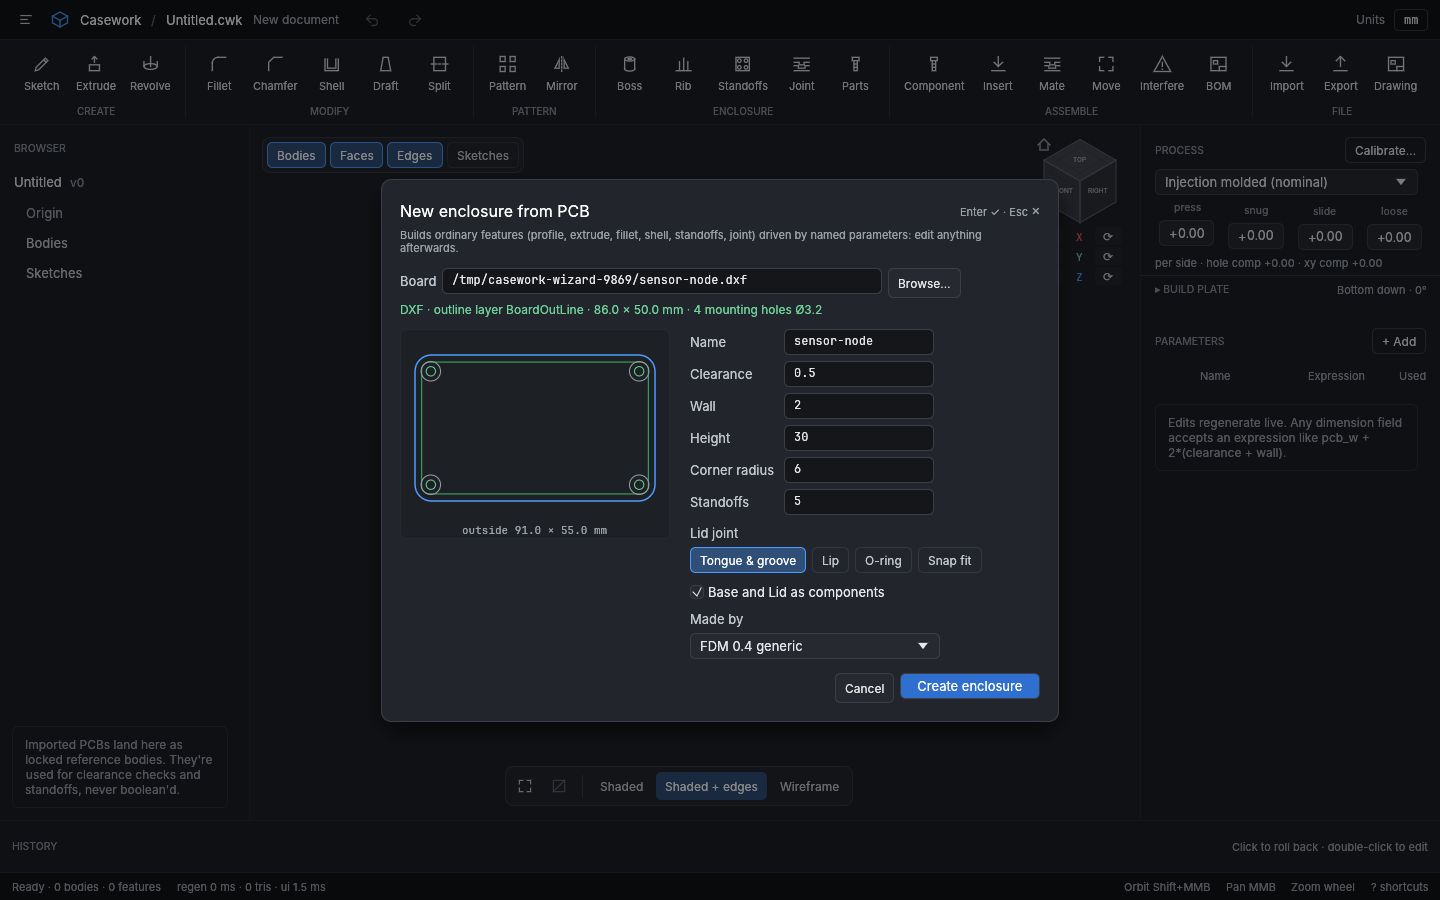 Casework / Untitled.cwk New document
Units mm
Sketch Extrude Revolve Fillet Chamfer Shell Draft Split Pattern Mirror Boss Rib Standoffs Joint Parts Component Insert Mate Move Interfere BOM Import Export Drawing
CREATE MODIFY PATTERN ENCLOSURE ASSEMBLE FILE
BROWSER
Untitled v0
Origin
Bodies
Sketches
Imported PCBs land here as
locked reference bodies. They're
used for clearance checks and
standoffs, never boolean'd.
Bodies Faces Edges Sketches
TOP
ONT RIGHT
X
Y
Z
New enclosure from PCB
Enter ✓ · Esc ×
Builds ordinary features (profile, extrude, fillet, shell, standoffs, joint) driven by named parameters: edit anything
afterwards.
Board /tmp/casework-wizard-9869/sensor-node.dxf Browse...
DXF · outline layer BoardOutLine · 86.0 × 50.0 mm · 4 mounting holes Ø3.2
outside 91.0 × 55.0 mm
Name sensor-node
Clearance 0.5
Wall 2
Height 30
Corner radius 6
Standoffs 5
Lid joint
Tongue & groove Lip O-ring Snap fit
Base and Lid as components
Made by
FDM 0.4 generic
Cancel Create enclosure
PROCESS Calibrate...
Injection molded (nominal)
press snug slide loose
+0.00 +0.00 +0.00 +0.00
per side · hole comp +0.00 · xy comp +0.00
▸ BUILD PLATE Bottom down · 0°
PARAMETERS + Add
Name Expression Used
Edits regenerate live. Any dimension field
accepts an expression like pcb_w +
2*(clearance + wall).
Shaded Shaded + edges Wireframe
HISTORY Click to roll back · double-click to edit
Ready · 0 bodies · 0 features regen 0 ms · 0 tris · ui 1.5 ms
Orbit Shift+MMB Pan MMB Zoom wheel ? shortcuts